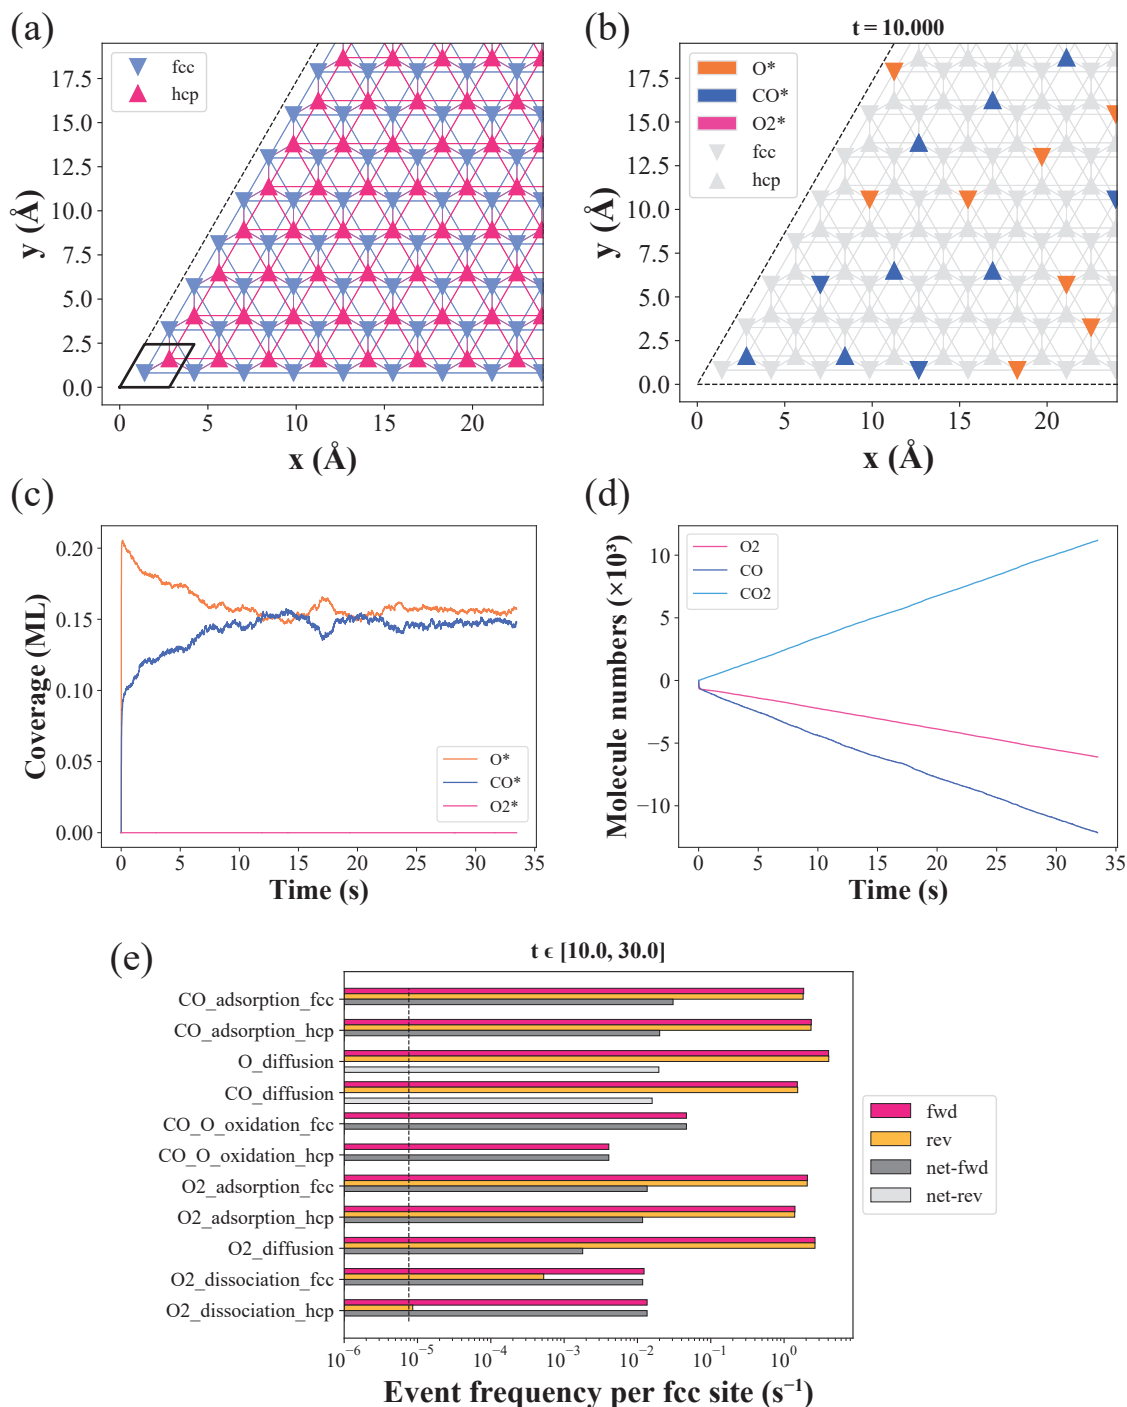 (a)
fcc
hcp
17.5
15.0
12.5
10.0
7.5
5.0
2.5
0.0
y (Å)
0 5 10 15 20
x (Å)
(b)
t = 10.000
O*
CO*
O2*
fcc
hcp
17.5
15.0
12.5
10.0
7.5
5.0
2.5
0.0
y (Å)
0 5 10 15 20
x (Å)
(c)
0.20
0.15
0.10
0.05
0.00
Coverage (ML)
O*
CO*
O2*
0 5 10 15 20 25 30 35
Time (s)
(d)
O2
CO
CO2
10
5
0
−5
−10
Molecule numbers (×10³)
0 5 10 15 20 25 30 35
Time (s)
(e)
t ϵ [10.0, 30.0]
CO_adsorption_fcc
CO_adsorption_hcp
O_diffusion
CO_diffusion
CO_O_oxidation_fcc
CO_O_oxidation_hcp
O2_adsorption_fcc
O2_adsorption_hcp
O2_diffusion
O2_dissociation_fcc
O2_dissociation_hcp
fwd
rev
net-fwd
net-rev
10⁻⁶ 10⁻⁵ 10⁻⁴ 10⁻³ 10⁻² 10⁻¹ 10⁰
Event frequency per fcc site (s⁻¹)